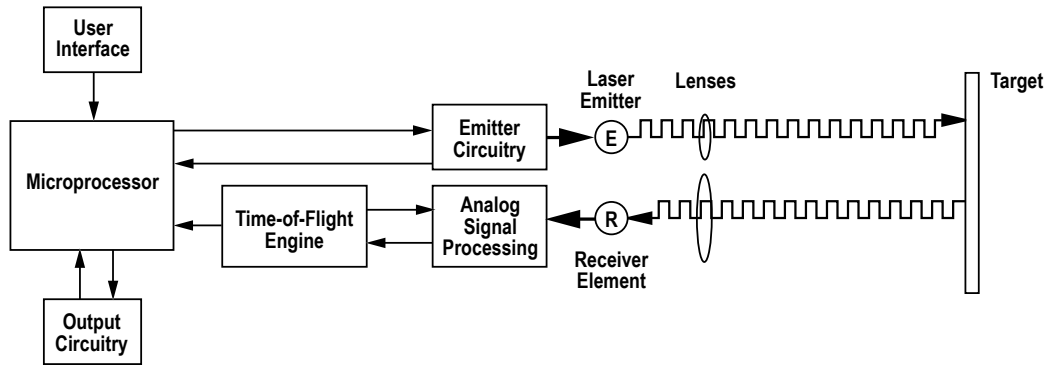 User
Interface
Microprocessor
Output
Circuitry
Time-of-Flight
Engine
Emitter
Circuitry
Analog
Signal
Processing
Laser
Emitter
E
R
Receiver
Element
Lenses
Target